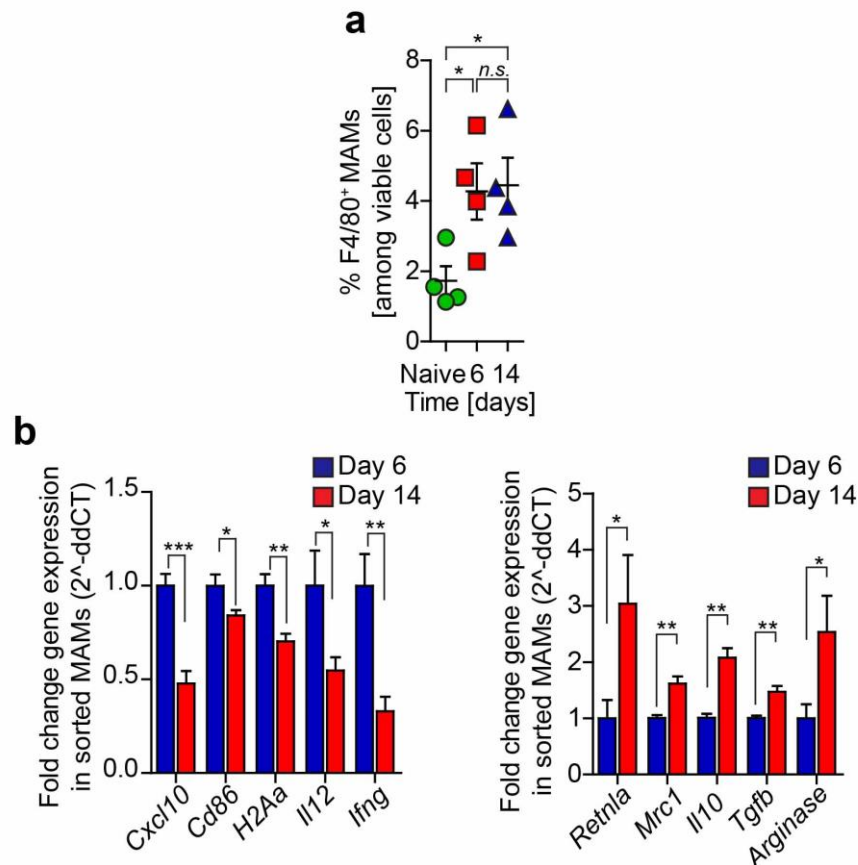 a
*
*
n.s.
8
6
4
2
0
% F4/80+ MAMs
[among viable cells]
Naive 6 14
Time [days]
b
Day 6
Day 14
Fold change gene expression
in sorted MAMs (2^-ddCT)
1.5
1.0
0.5
0.0
***
*
**
*
**
Cxcl10
Cd86
H2Aa
Il12
Ifng
Day 6
Day 14
Fold change gene expression
in sorted MAMs (2^-ddCT)
5
4
3
2
1
0
*
**
**
**
*
Retnla
Mrc1
Il10
Tgfb
Arginase